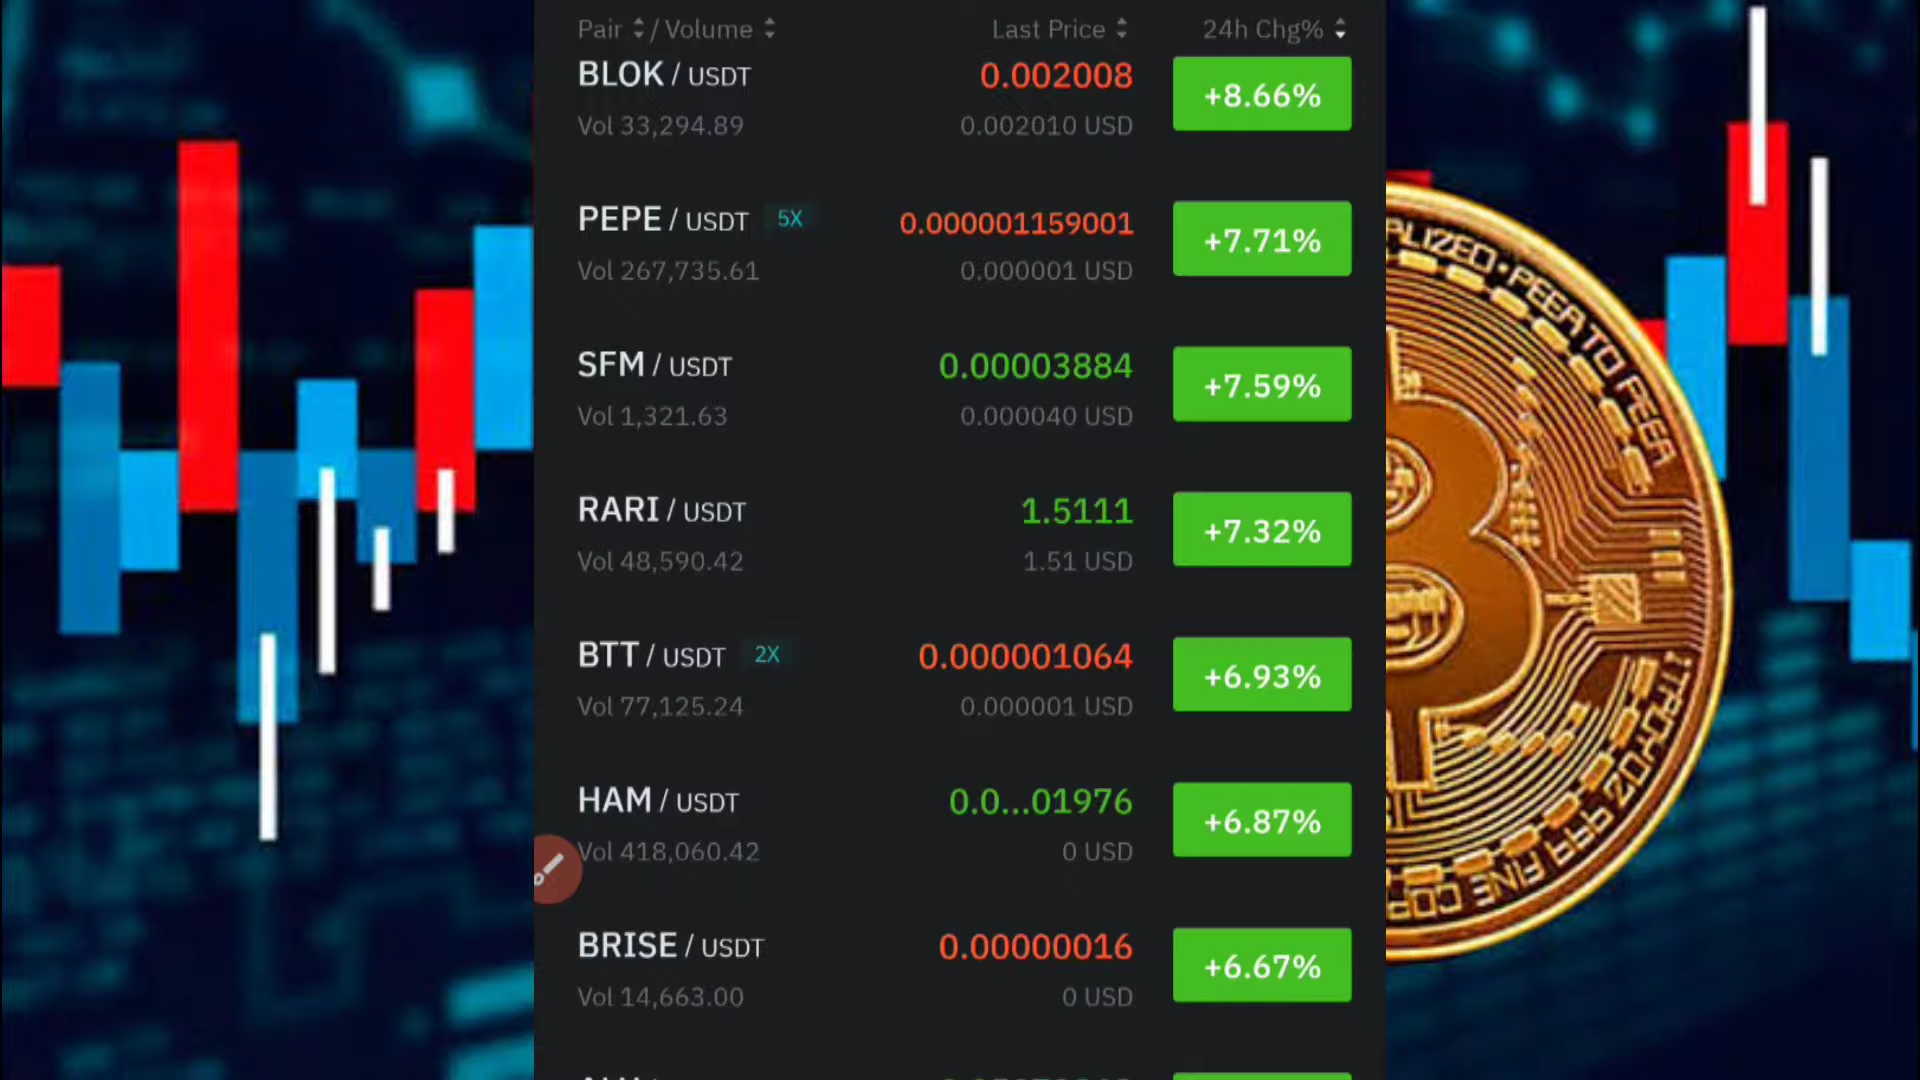 Pair / Volume Last Price 24h Chg%
BLOK / USDT 0.002008 +8.66%
Vol 33,294.89 0.002010 USD
PEPE / USDT 5X 0.000001159001 +7.71%
Vol 267,735.61 0.000001 USD
SFM / USDT 0.00003884 +7.59%
Vol 1,321.63 0.000040 USD
RARI / USDT 1.5111 +7.32%
Vol 48,590.42 1.51 USD
BTT / USDT 2X 0.000001064 +6.93%
Vol 77,125.24 0.000001 USD
HAM / USDT 0.0...01976 +6.87%
Vol 418,060.42 0 USD
BRISE / USDT 0.00000016 +6.67%
Vol 14,663.00 0 USD
PEER TO PEER